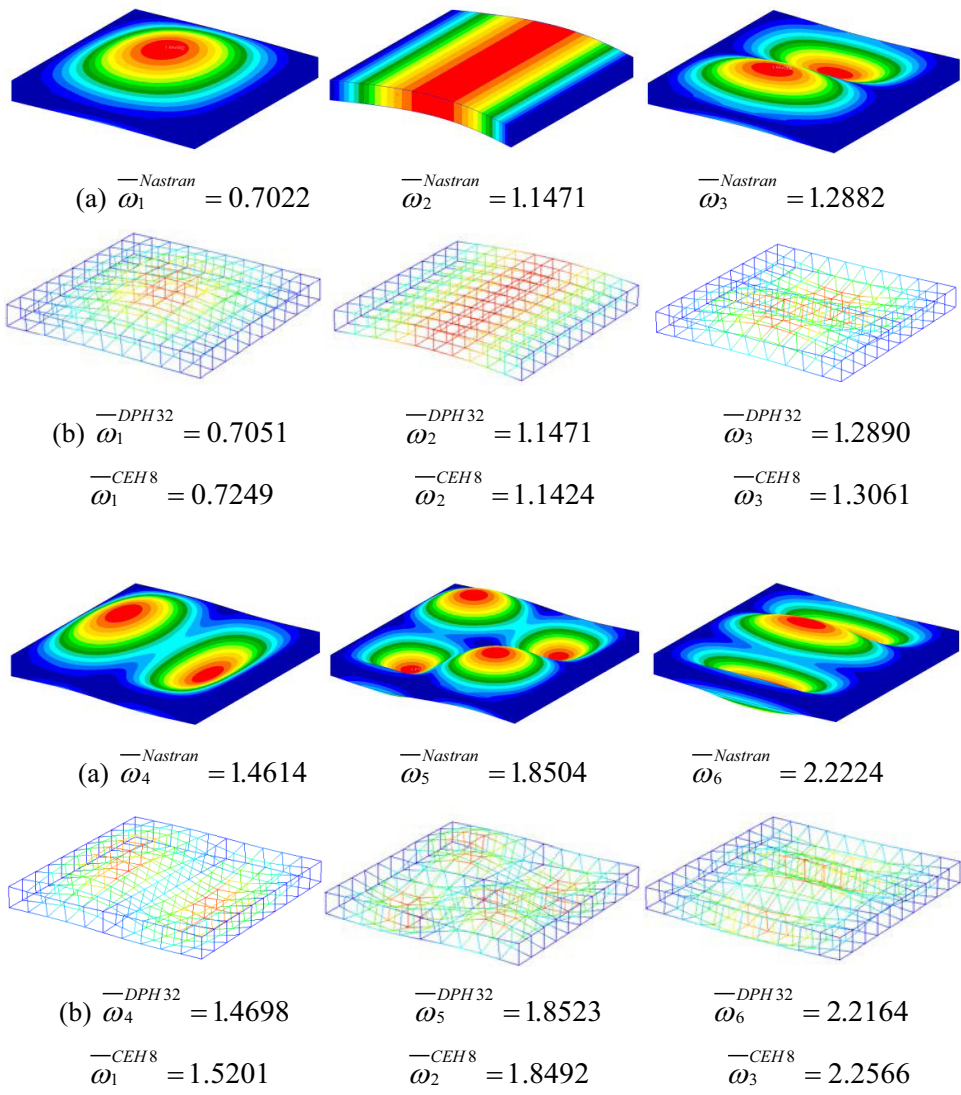 (a) ω̅₁^Nastran = 0.7022 ω̅₂^Nastran = 1.1471 ω̅₃^Nastran = 1.2882
(b) ω̅₁^DPH32 = 0.7051 ω̅₂^DPH32 = 1.1471 ω̅₃^DPH32 = 1.2890
ω̅₁^CEH8 = 0.7249 ω̅₂^CEH8 = 1.1424 ω̅₃^CEH8 = 1.3061
(a) ω̅₄^Nastran = 1.4614 ω̅₅^Nastran = 1.8504 ω̅₆^Nastran = 2.2224
(b) ω̅₄^DPH32 = 1.4698 ω̅₅^DPH32 = 1.8523 ω̅₆^DPH32 = 2.2164
ω̅₁^CEH8 = 1.5201 ω̅₂^CEH8 = 1.8492 ω̅₃^CEH8 = 2.2566